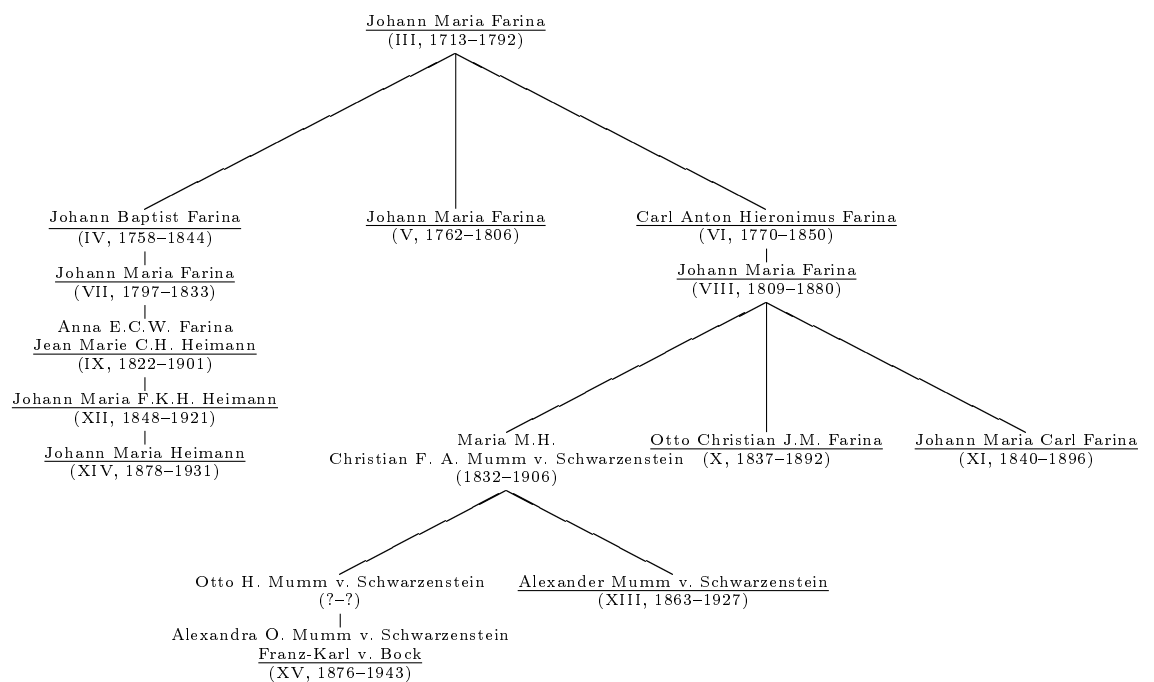 Johann Maria Farina
(III, 1713–1792)
Johann Baptist Farina
(IV, 1758–1844)
Johann Maria Farina
(V, 1762–1806)
Carl Anton Hieronimus Farina
(VI, 1770–1850)
Johann Maria Farina
(VII, 1797–1833)
Johann Maria Farina
(VIII, 1809–1880)
Anna E.C.W. Farina
Jean Marie C.H. Heimann
(IX, 1822–1901)
Johann Maria F.K.H. Heimann
(XII, 1848–1921)
Johann Maria Heimann
(XIV, 1878–1931)
Maria M.H.
Christian F. A. Mumm v. Schwarzenstein
(1832–1906)
Otto Christian J.M. Farina
(X, 1837–1892)
Johann Maria Carl Farina
(XI, 1840–1896)
Otto H. Mumm v. Schwarzenstein
(?–?)
Alexander Mumm v. Schwarzenstein
(XIII, 1863–1927)
Alexandra O. Mumm v. Schwarzenstein
Franz-Karl v. Bock
(XV, 1876–1943)